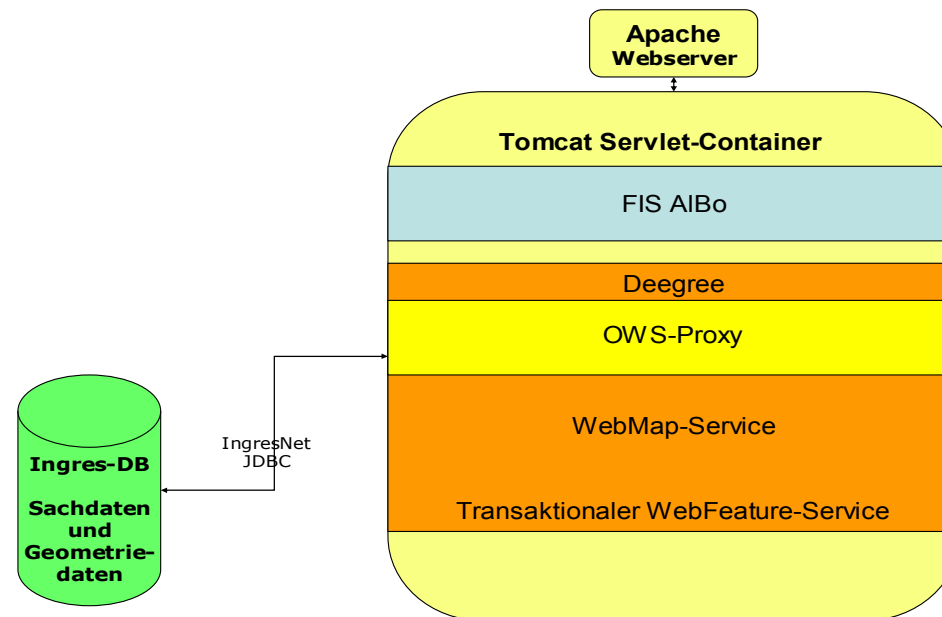 Apache
Webserver
Tomcat Servlet-Container
FIS AlBo
Deegree
OWS-Proxy
WebMap-Service
Transaktionaler WebFeature-Service
IngresNet
JDBC
Ingres-DB
Sachdaten
und
Geometrie-
daten